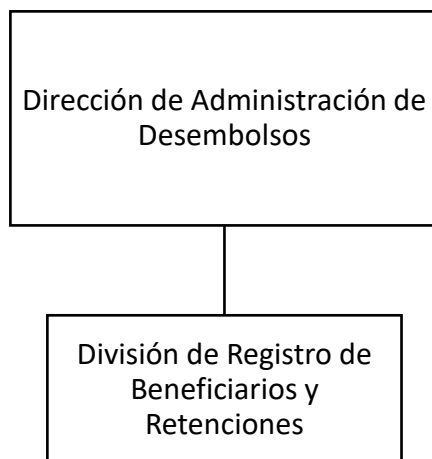 Dirección de Administración de
Desembolsos
División de Registro de
Beneficiarios y
Retenciones